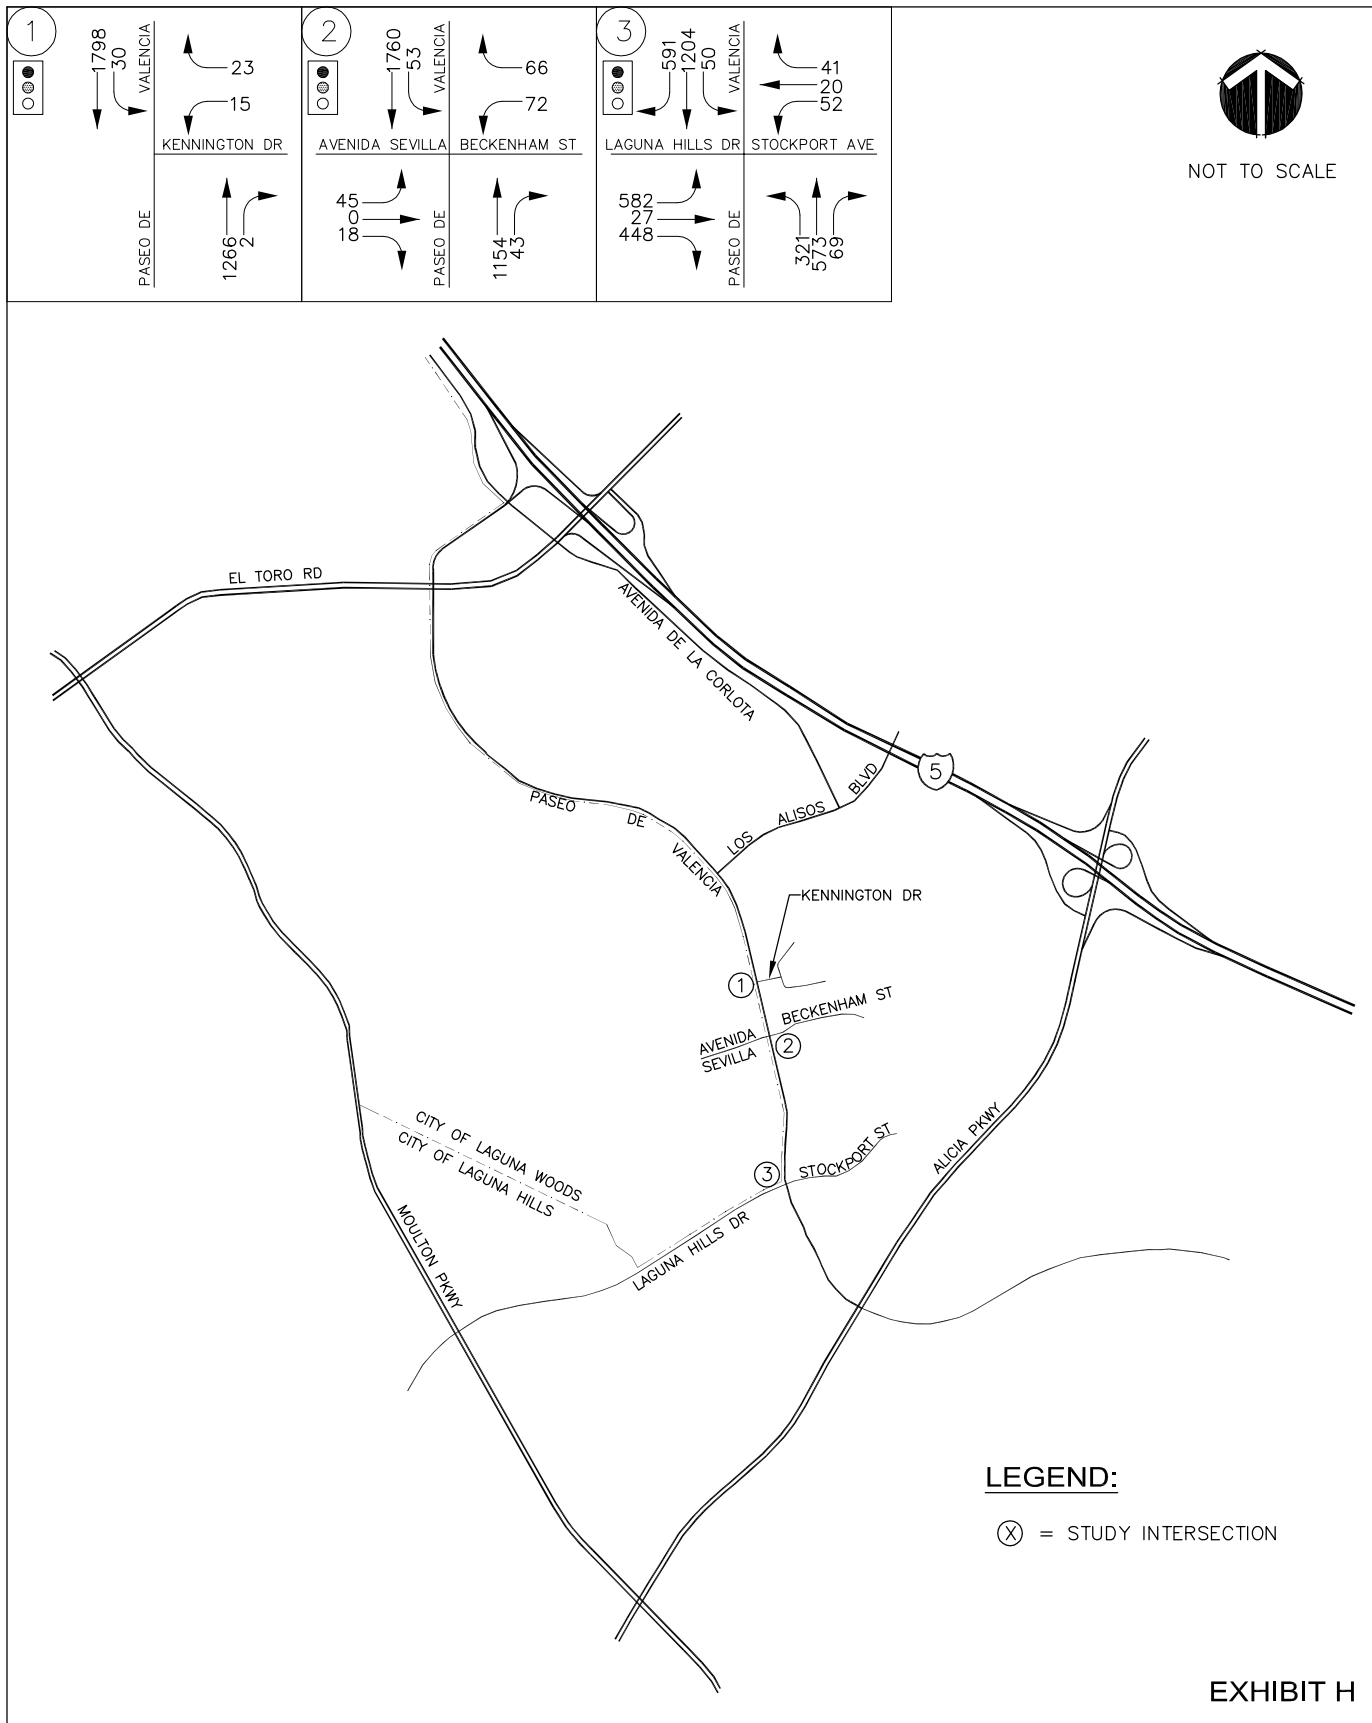 1
1798
30
VALENCIA
23
15
KENNINGTON DR
PASEO DE
1266
2
2
1760
53
VALENCIA
66
72
AVENIDA SEVILLA
BECKENHAM ST
45
0
18
PASEO DE
1154
43
3
591
1204
50
VALENCIA
41
20
52
LAGUNA HILLS DR
STOCKPORT AVE
582
27
448
PASEO DE
321
573
69
NOT TO SCALE
EL TORO RD
AVENIDA DE LA CORLOTA
5
PASEO DE VALENCIA
LOS ALISOS BLVD
KENNINGTON DR
1
BECKENHAM ST
AVENIDA
SEVILLA
2
CITY OF LAGUNA WOODS
CITY OF LAGUNA HILLS
3
STOCKPORT ST
ALICIA PKWY
MOULTON PKWY
LAGUNA HILLS DR
LEGEND:
X = STUDY INTERSECTION
EXHIBIT H